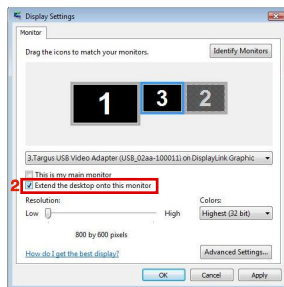 Display Settings
Monitor
Drag the icons to match your monitors.
Identify Monitors
1
3
2
3.Targus USB Video Adapter (USB_02aa-100011) on DisplayLink Graphic
This is my main monitor
2
Extend the desktop onto this monitor
Resolution:
Colors:
Low
High
Highest (32 bit)
800 by 600 pixels
How do I get the best display?
Advanced Settings...
OK
Cancel
Apply